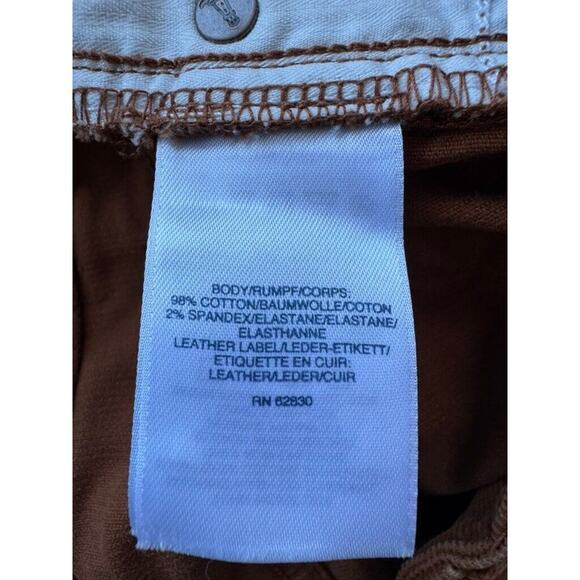 BODY/RUMPF/CORPS:
98% COTTON/BAUMWOLLE/COTON
2% SPANDEX/ELASTANE/ELASTANE/
ELASTHANNE
LEATHER LABEL/LEDER-ETIKETT/
ETIQUETTE EN CUIR:
LEATHER/LEDER/CUIR
RN 62830